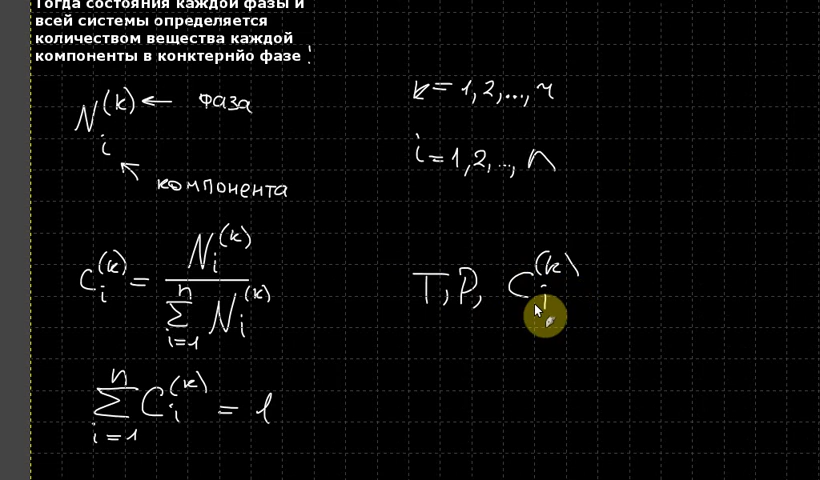 Тогда состояния каждой фазы и
всей системы определяется
количеством вещества каждой
компоненты в конктернйо фазе :
N_i^(k) ← фаза
↖ компонента
k = 1, 2, ..., r
i = 1, 2, ..., n
C_i^(k) = N_i^(k) / Σ_{i=1}^n N_i^(k)
T, P, C_i^(k)
Σ_{i=1}^n C_i^(k) = 1